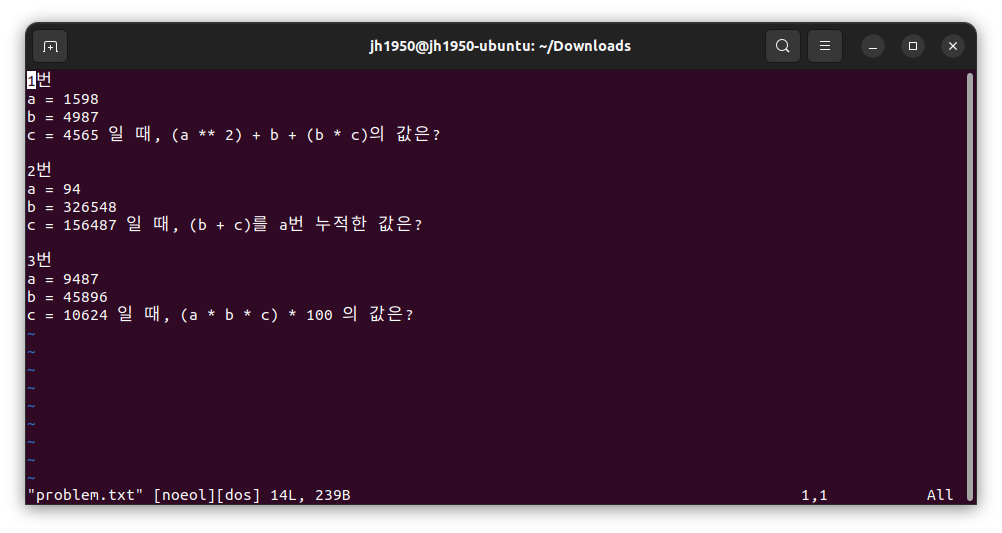 jh1950@jh1950-ubuntu: ~/Downloads
1번
a = 1598
b = 4987
c = 4565 일 때, (a ** 2) + b + (b * c)의 값은?
2번
a = 94
b = 326548
c = 156487 일 때, (b + c)를 a번 누적한 값은?
3번
a = 9487
b = 45896
c = 10624 일 때, (a * b * c) * 100 의 값은?
~
~
~
~
~
~
~
~
~
"problem.txt" [noeol][dos] 14L, 239B 1,1 All